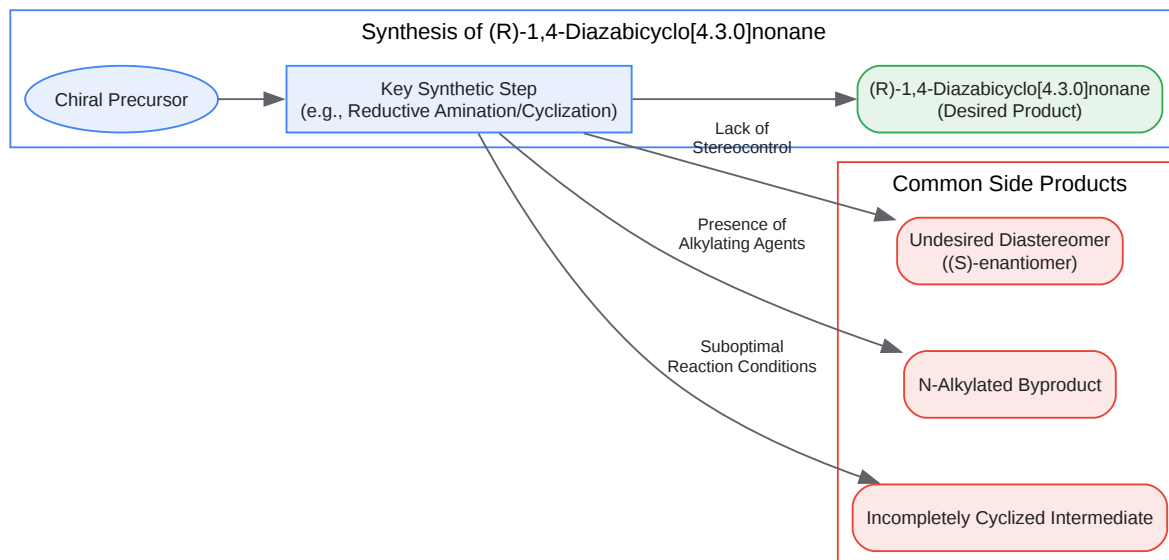 Synthesis of (R)-1,4-Diazabicyclo[4.3.0]nonane
Chiral Precursor
Key Synthetic Step
(e.g., Reductive Amination/Cyclization)
(R)-1,4-Diazabicyclo[4.3.0]nonane
(Desired Product)
Lack of
Stereocontrol
Common Side Products
Presence of
Alkylating Agents
Undesired Diastereomer
((S)-enantiomer)
Suboptimal
Reaction Conditions
N-Alkylated Byproduct
Incompletely Cyclized Intermediate